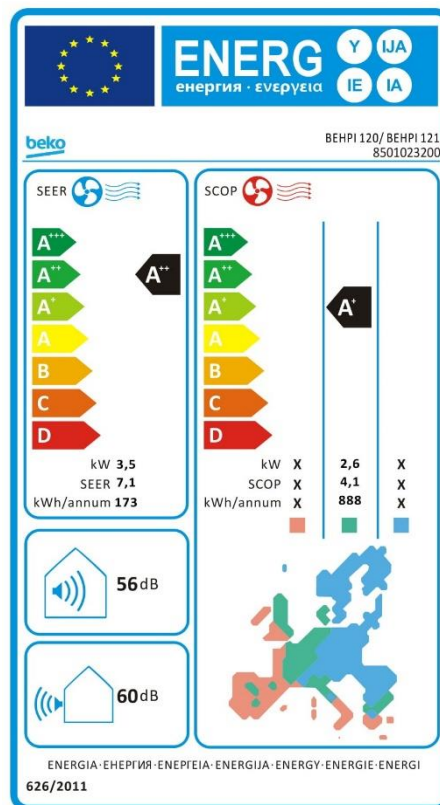 ENERG Y IJA
енергия · ενεργεια IE IA
beko
BEHPI 120/ BEHPI 121
8501023200
SEER
A+++
A++
A+
A
B
C
D
A++
kW 3,5
SEER 7,1
kWh/annum 173
SCOP
A+++
A++
A+
A
B
C
D
A+
kW X 2,6 X
SCOP X 4,1 X
kWh/annum X 888 X
56dB
60dB
ENERGIA·ЕНЕРГИЯ·ΕΝΕΡΓΕΙΑ·ENERGIJA·ENERGY·ENERGIE·ENERGI
626/2011